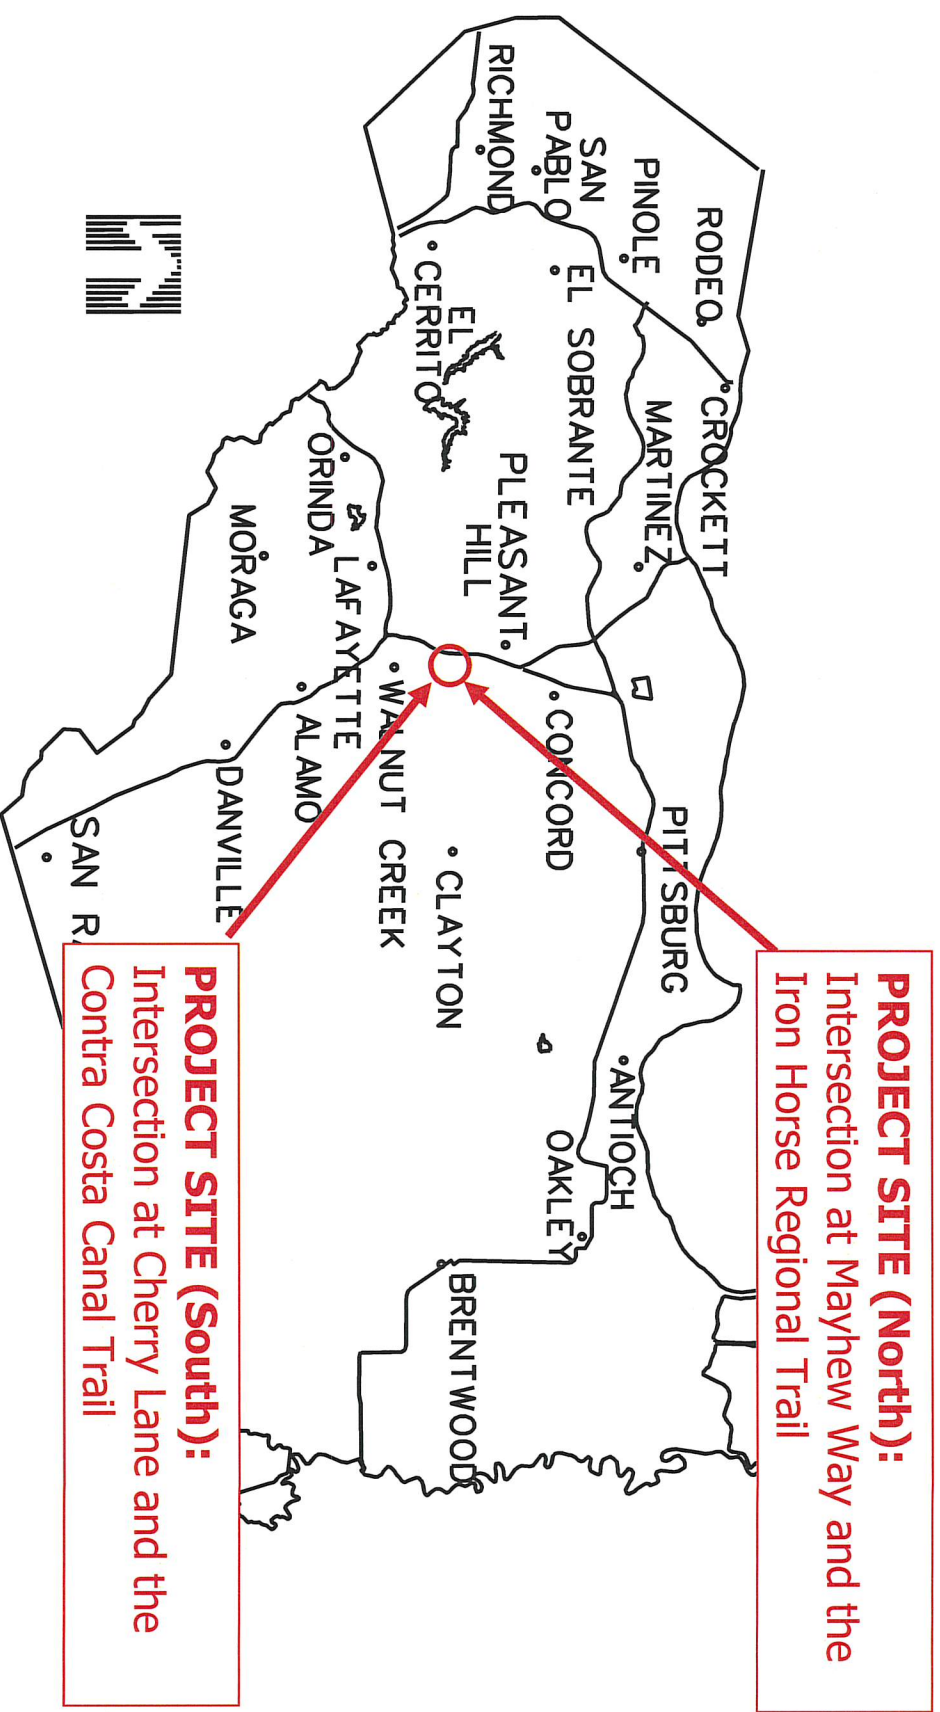 PROJECT SITE (North):
Intersection at Mayhew Way and the
Iron Horse Regional Trail
RODEO
CROCKETT
PINOLE
MARTINEZ
PITTSBURG
SAN
PABLO
EL SOBRANTE
ANTIOCH
OAKLEY
RICHMOND
PLEASANT
HILL
CONCORD
EL
CERRITO
CLAYTON
BRENTWOOD
WALNUT CREEK
ORINDA
LAFAYETTE
ALAMO
MORAGA
DANVILLE
SAN R
PROJECT SITE (South):
Intersection at Cherry Lane and the
Contra Costa Canal Trail